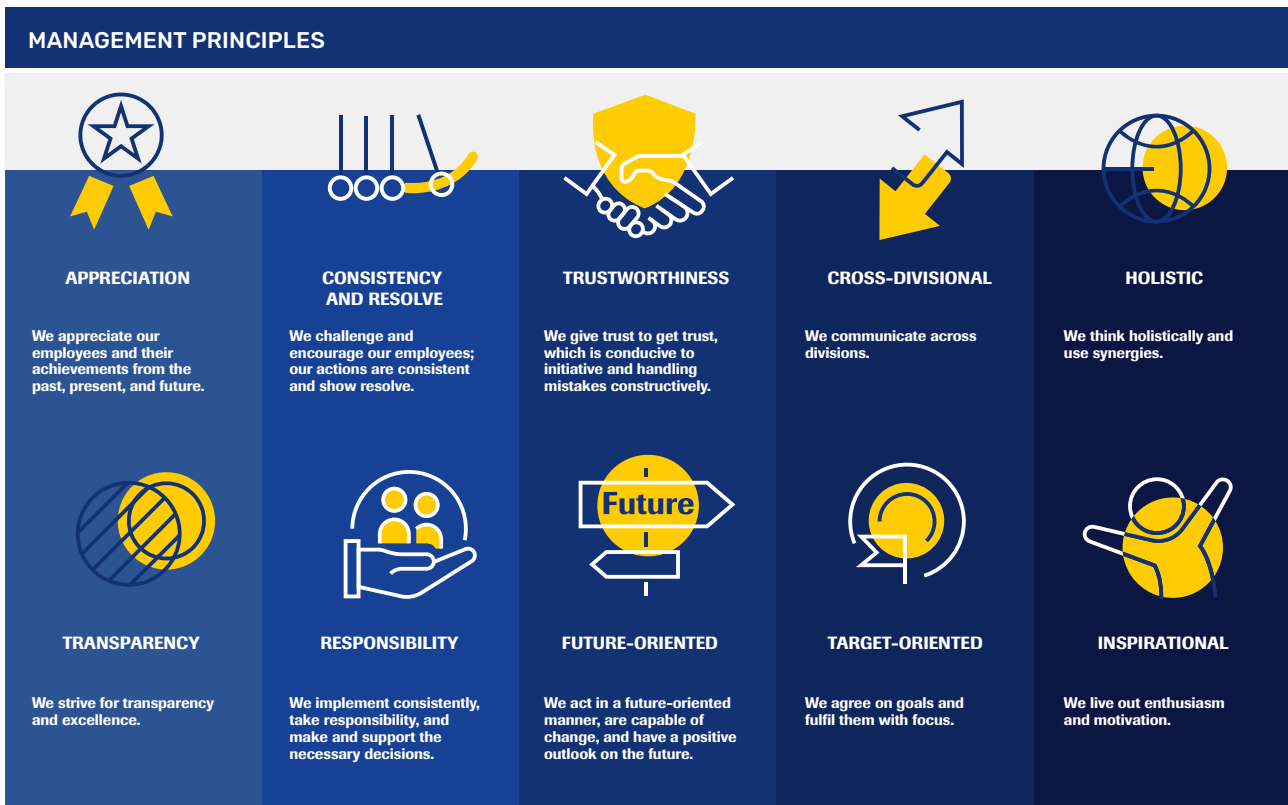 MANAGEMENT PRINCIPLES
APPRECIATION
We appreciate our
employees and their
achievements from the
past, present, and future.
CONSISTENCY
AND RESOLVE
We challenge and
encourage our employees;
our actions are consistent
and show resolve.
TRUSTWORTHINESS
We give trust to get trust,
which is conducive to
initiative and handling
mistakes constructively.
CROSS-DIVISIONAL
We communicate across
divisions.
HOLISTIC
We think holistically and
use synergies.
TRANSPARENCY
We strive for transparency
and excellence.
RESPONSIBILITY
We implement consistently,
take responsibility, and
make and support the
necessary decisions.
Future
FUTURE-ORIENTED
We act in a future-oriented
manner, are capable of
change, and have a positive
outlook on the future.
TARGET-ORIENTED
We agree on goals and
fulfil them with focus.
INSPIRATIONAL
We live out enthusiasm
and motivation.